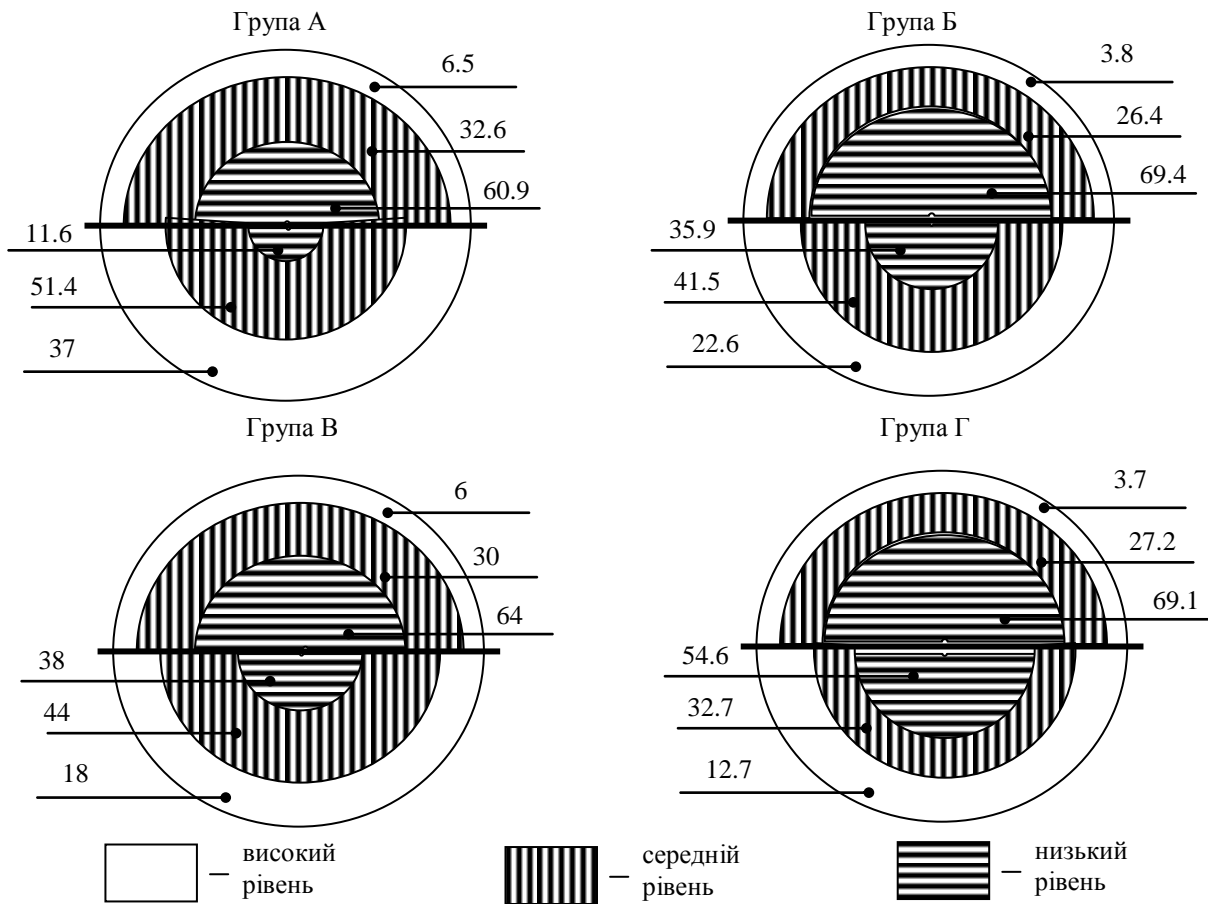 Група А
6.5
32.6
60.9
11.6
51.4
37
Група Б
3.8
26.4
69.4
35.9
41.5
22.6
Група В
6
30
64
38
44
18
Група Г
3.7
27.2
69.1
54.6
32.7
12.7
– високий
рівень
– середній
рівень
– низький
рівень